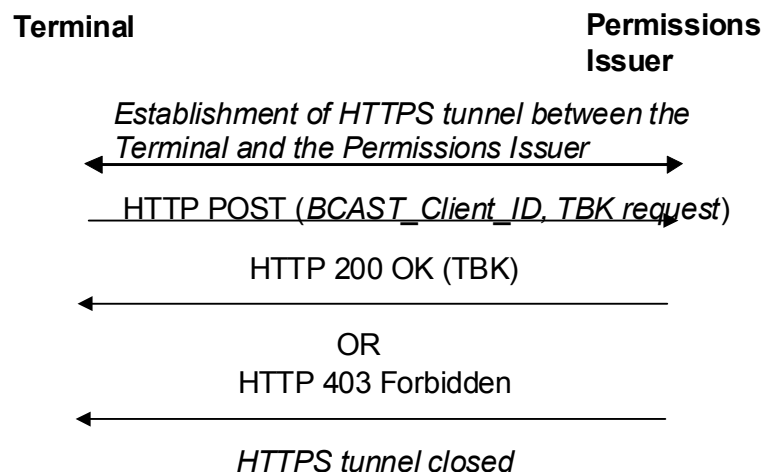 Terminal
Permissions
Issuer
Establishment of HTTPS tunnel between the
Terminal and the Permissions Issuer
HTTP POST (BCAST_Client_ID, TBK request)
HTTP 200 OK (TBK)
OR
HTTP 403 Forbidden
HTTPS tunnel closed